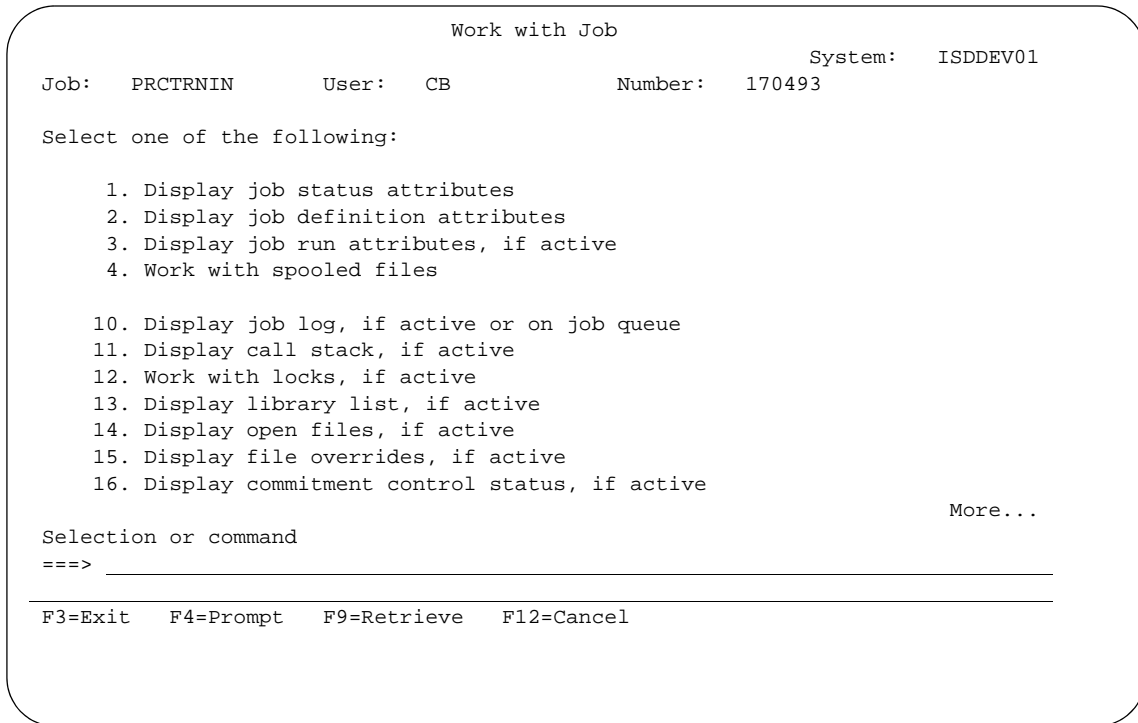 Work with Job
System: ISDDEV01
Job: PRCTRNIN User: CB Number: 170493
Select one of the following:
1. Display job status attributes
2. Display job definition attributes
3. Display job run attributes, if active
4. Work with spooled files
10. Display job log, if active or on job queue
11. Display call stack, if active
12. Work with locks, if active
13. Display library list, if active
14. Display open files, if active
15. Display file overrides, if active
16. Display commitment control status, if active
More...
Selection or command
===>
F3=Exit F4=Prompt F9=Retrieve F12=Cancel